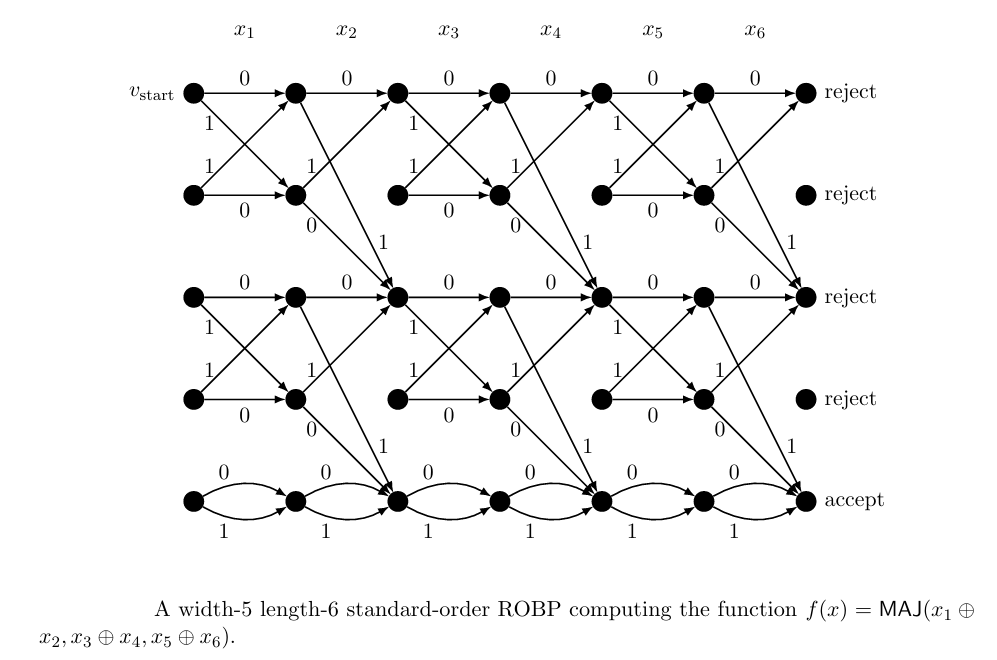 x₁ x₂ x₃ x₄ x₅ x₆
0 0 0 0 0 0
v_start reject
1 1 1
1
1 1 1 1 1 1
reject
0 0 0
0 0 0
1 1 1
0 0 0 0 0 0
reject
1 1 1
1 1 1 1 1 1
reject
0 0 0
0 0 0
1 1 1
0 0 0 0 0 0
accept
1 1 1 1 1 1
A width-5 length-6 standard-order ROBP computing the function f(x) = MAJ(x₁ ⊕
x₂, x₃ ⊕ x₄, x₅ ⊕ x₆).